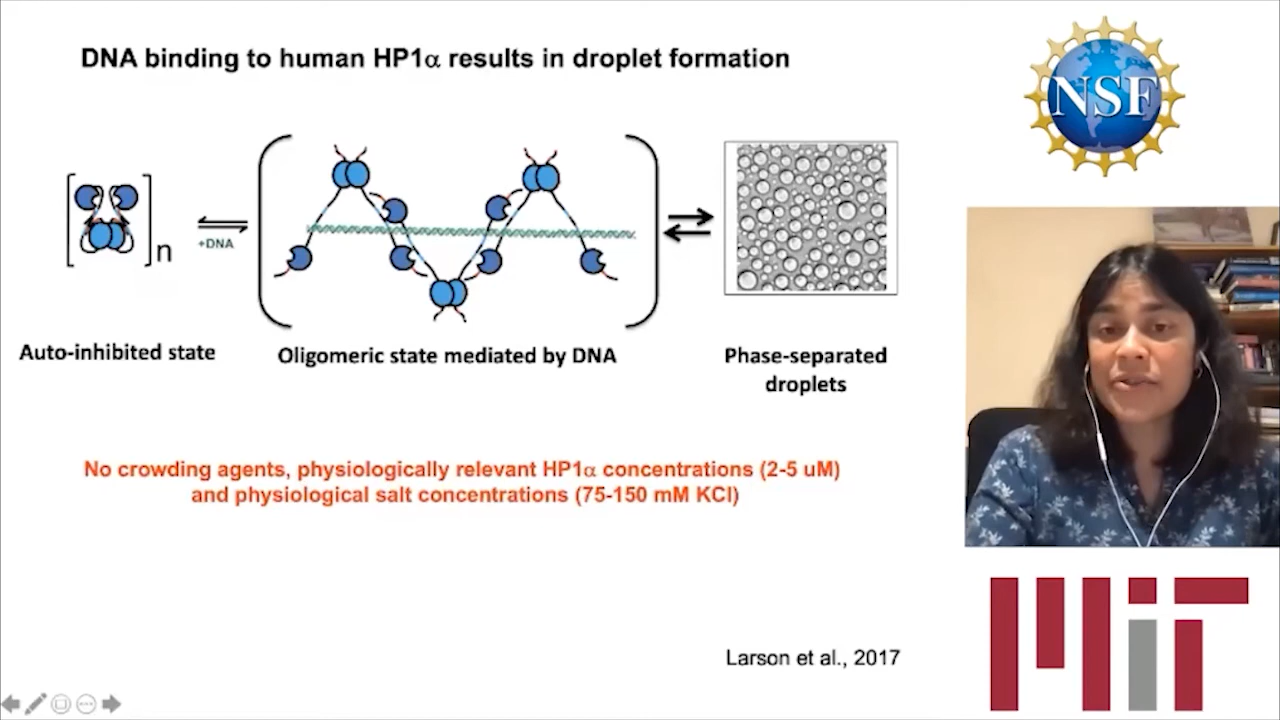 DNA binding to human HP1α results in droplet formation
NSF
n
+DNA
Auto-inhibited state
Oligomeric state mediated by DNA
Phase-separated
droplets
No crowding agents, physiologically relevant HP1α concentrations (2-5 uM)
and physiological salt concentrations (75-150 mM KCl)
Larson et al., 2017
MIT